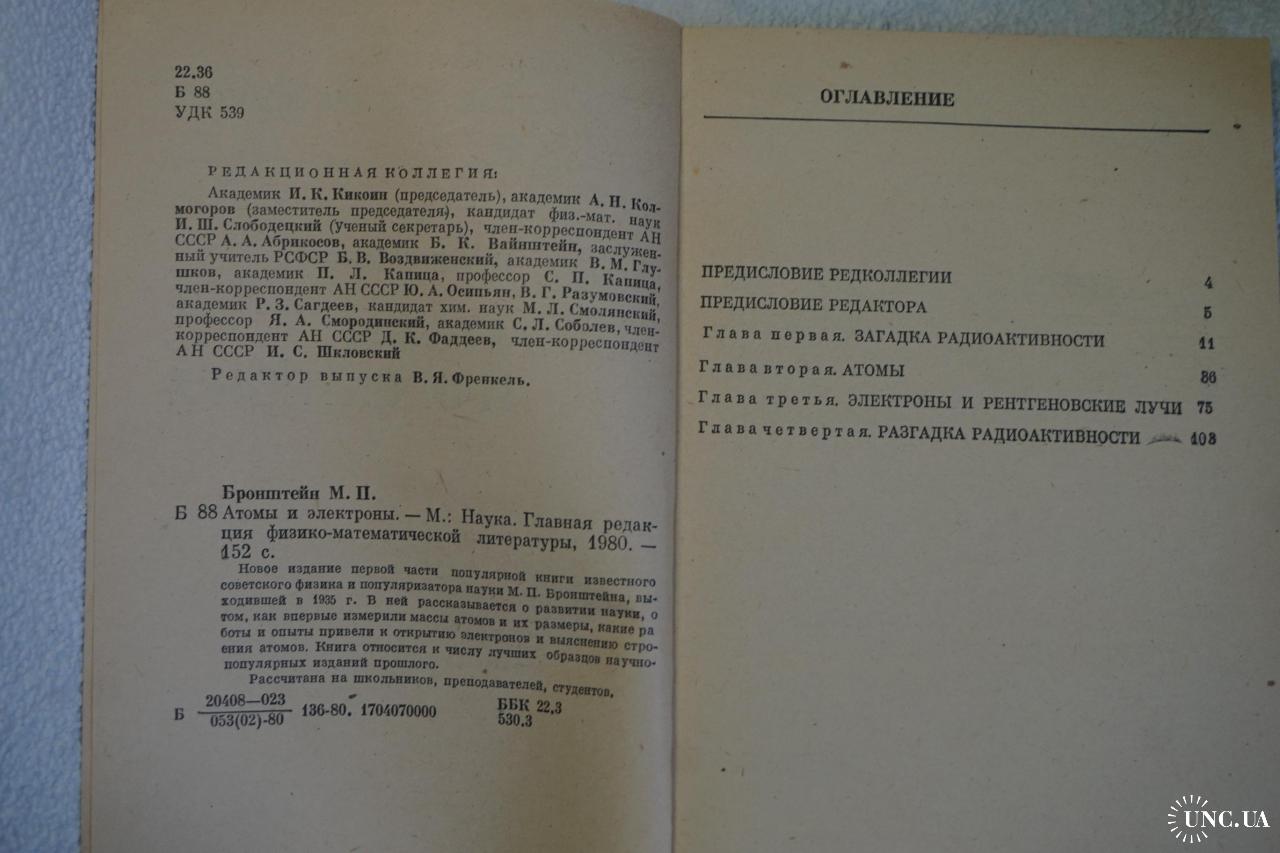 22.36
Б 88
УДК 539
РЕДАКЦИОННАЯ КОЛЛЕГИЯ:
Академик И. К. Кикоин (председатель), академик А. Н. Кол-
могоров (заместитель председателя), кандидат физ.-мат. наук
И. Ш. Слободецкий (ученый секретарь), член-корреспондент АН
СССР А. А. Абрикосов, академик Б. К. Вайнштейн, заслужен-
ный учитель РСФСР Б. В. Воздвиженский, академик В. М. Глу-
шков, академик П. Л. Капица, профессор С. П. Капица,
член-корреспондент АН СССР Ю. А. Осипьян, В. Г. Разумовский,
академик Р. З. Сагдеев, кандидат хим. наук М. Л. Смолянский,
профессор Я. А. Смородинский, академик С. Л. Соболев, член-
корреспондент АН СССР Д. К. Фаддеев, член-корреспондент
АН СССР И. С. Шкловский
Редактор выпуска В. Я. Френкель.
Бронштейн М. П.
Б 88 Атомы и электроны. — М.: Наука. Главная редак-
ция физико-математической литературы, 1980. —
152 с.
Новое издание первой части популярной книги известного
советского физика и популяризатора науки М. П. Бронштейна, вы-
ходившей в 1935 г. В ней рассказывается о развитии науки, о
том, как впервые измерили массы атомов и их размеры, какие ра
боты и опыты привели к открытию электронов и выяснению стро-
ения атомов. Книга относится к числу лучших образцов научно-
популярных изданий прошлого.
Рассчитана на школьников, преподавателей, студентов.
Б 20408—023
053(02)-80 136-80. 1704070000
ББК 22.3
530.3
ОГЛАВЛЕНИЕ
ПРЕДИСЛОВИЕ РЕДКОЛЛЕГИИ 4
ПРЕДИСЛОВИЕ РЕДАКТОРА 5
Глава первая. ЗАГАДКА РАДИОАКТИВНОСТИ 11
Глава вторая. АТОМЫ 36
Глава третья. ЭЛЕКТРОНЫ И РЕНТГЕНОВСКИЕ ЛУЧИ 75
Глава четвертая. РАЗГАДКА РАДИОАКТИВНОСТИ 108
UNC.UA